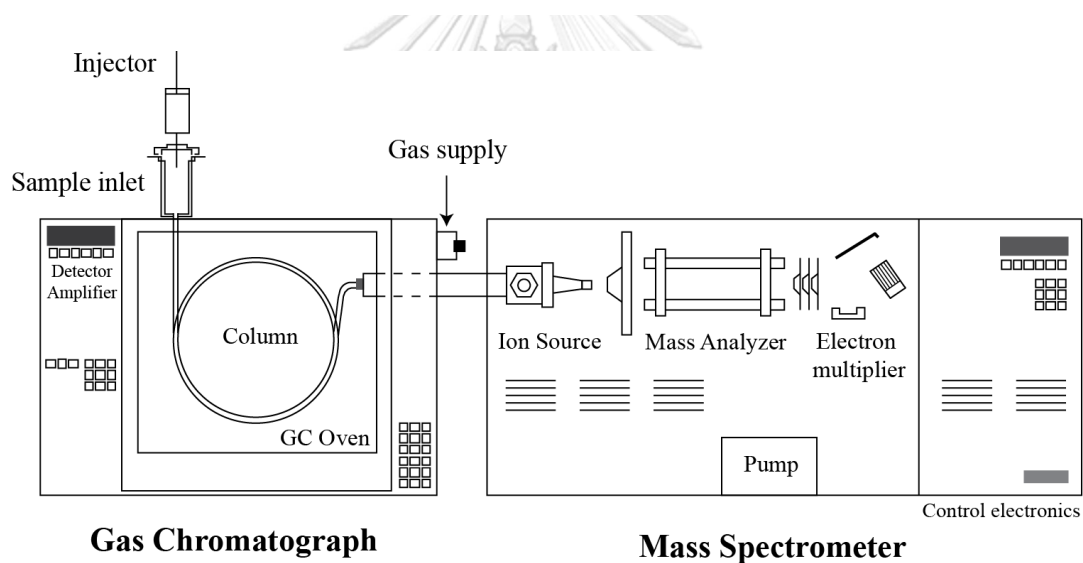 Injector
Sample inlet
Gas supply
Detector
Amplifier
Column
GC Oven
Ion Source
Mass Analyzer
Electron
multiplier
Pump
Control electronics
Gas Chromatograph
Mass Spectrometer